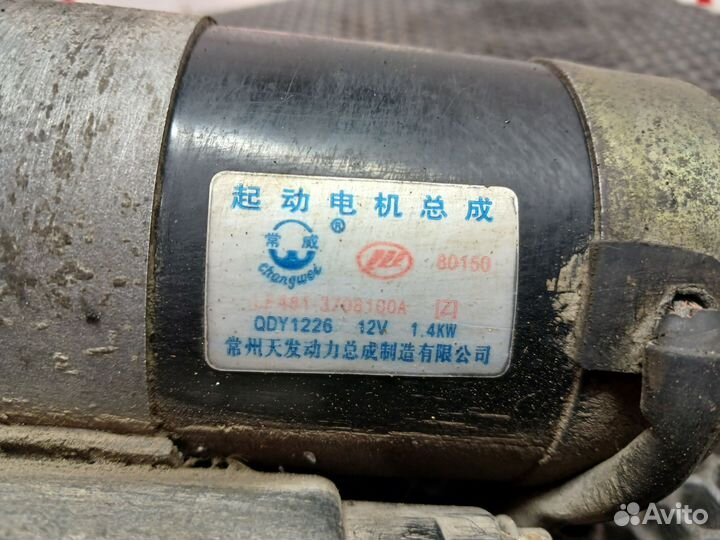 起动电机总成
常威 ®
changwei
80150
LF481-3708100A [Z]
QDY1226 12V 1.4KW
常州天发动力总成制造有限公司
Avito